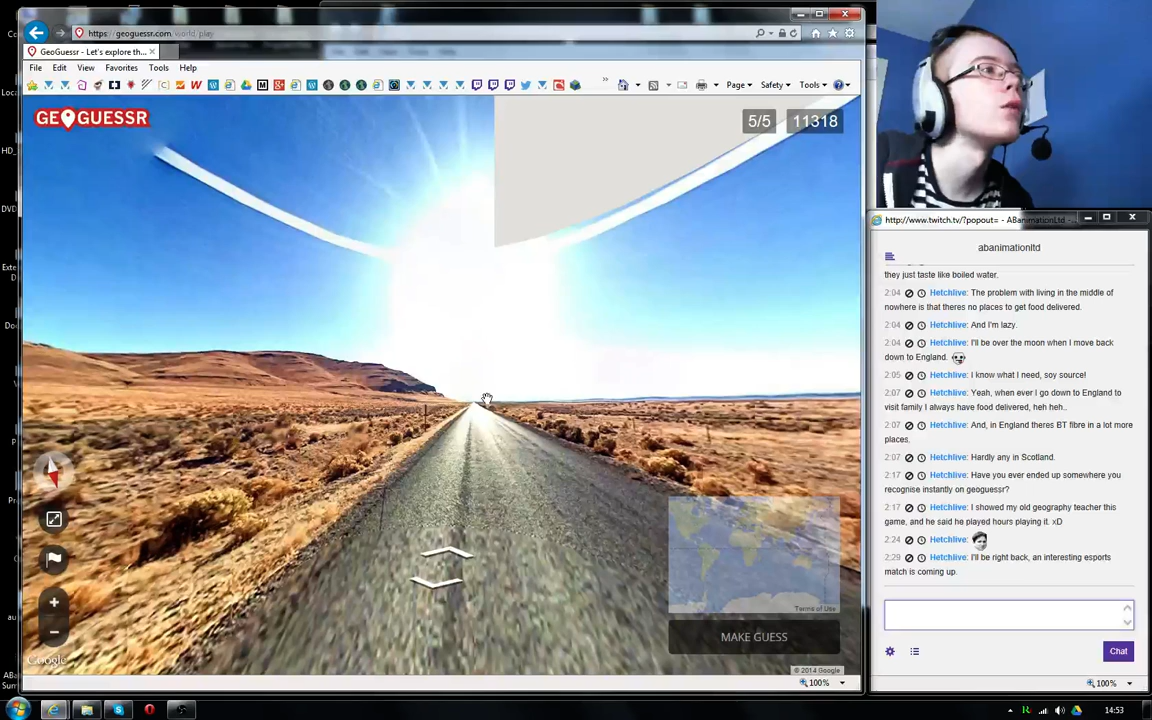 https://geoguessr.com/world/play
GeoGuessr - Let's explore th...
File Edit View Favorites Tools Help
Page Safety Tools
GEOGUESSR
5/5 11318
Terms of Use
MAKE GUESS
Google
© 2014 Google
100%
http://www.twitch.tv/?popout= - ABanimationLtd -...
abanimationltd
they just taste like boiled water.
2:04 Hetchlive: The problem with living in the middle of
nowhere is that theres no places to get food delivered.
2:04 Hetchlive: And I'm lazy.
2:04 Hetchlive: I'll be over the moon when I move back
down to England.
2:05 Hetchlive: I know what I need, soy source!
2:07 Hetchlive: Yeah, when ever I go down to England to
visit family I always have food delivered, heh heh..
2:07 Hetchlive: And, in England theres BT fibre in a lot more
places.
2:07 Hetchlive: Hardly any in Scotland.
2:17 Hetchlive: Have you ever ended up somewhere you
recognise instantly on geoguessr?
2:17 Hetchlive: I showed my old geography teacher this
game, and he said he played hours playing it. xD
2:24 Hetchlive:
2:29 Hetchlive: I'll be right back, an interesting esports
match is coming up.
Chat
100%
14:53